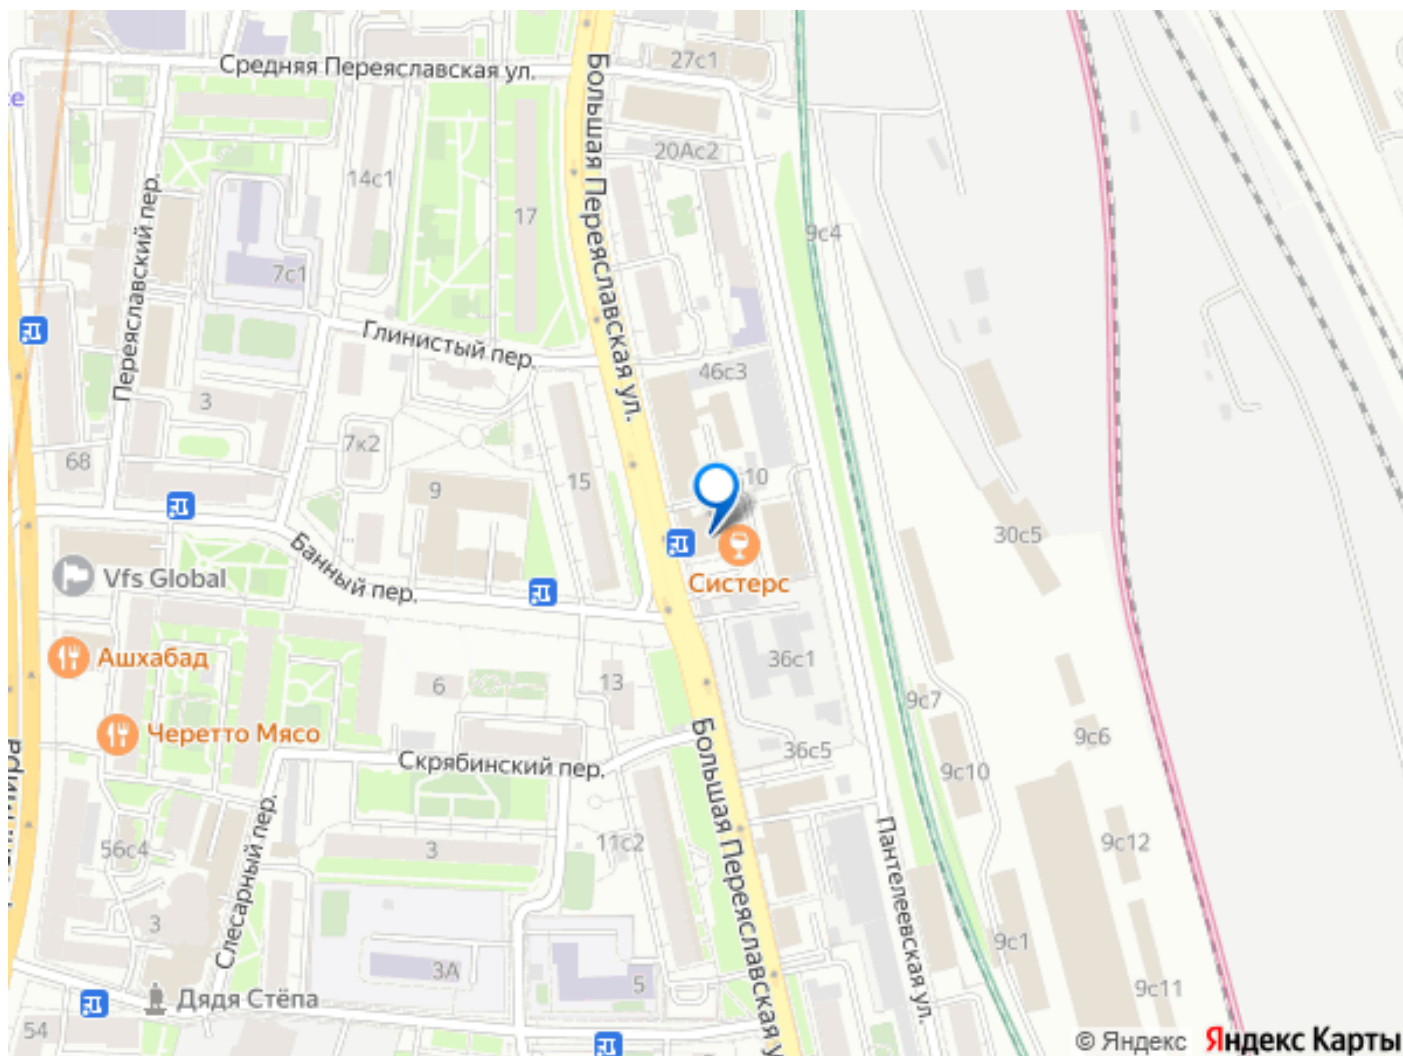 Средняя Переяславская ул.
27с1
Большая Переяславская ул.
се
20Ас2
14с1
17
Переяславский пер.
9с4
7с1
Глинистый пер.
46с3
3
7к2
68
15
10
9
30с5
Банный пер.
Vfs Global
Систерс
Ашхабад
36с1
6
13
9с7
Черетто Мясо
9с6
Скрябинский пер.
Большая Переяславская у
36с5
9с10
Слесарный пер.
Пантелеевская ул.
56с4
3
11с2
9с12
3
9с1
3А
5
9с11
Дядя Стёпа
54
© Яндекс Яндекс Карты